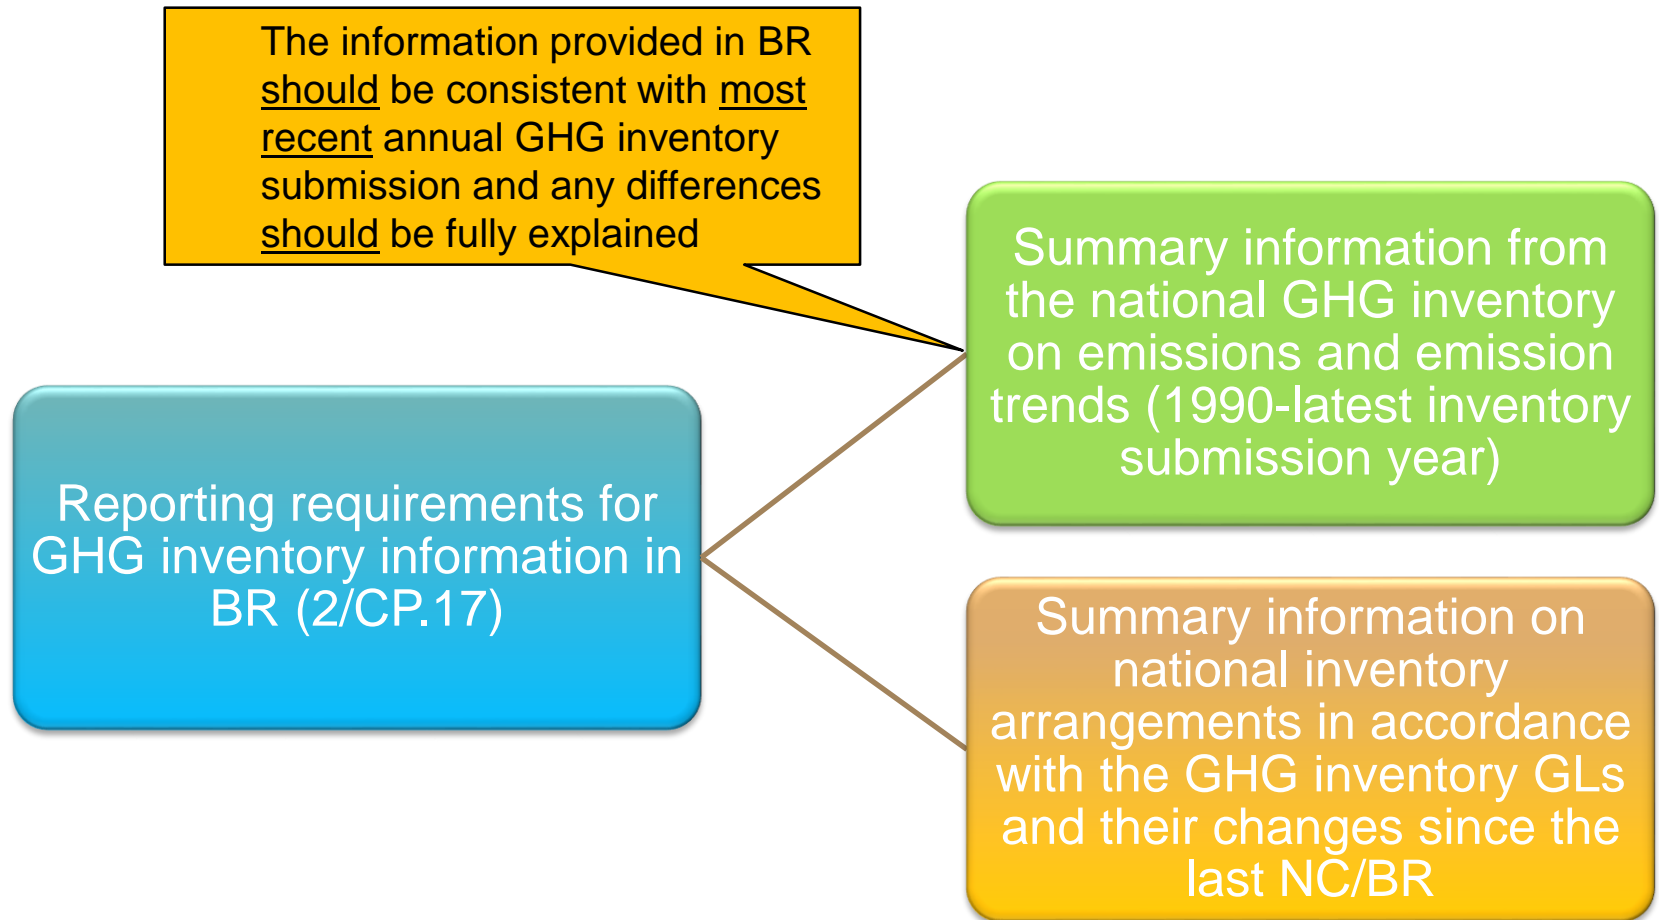 The information provided in BR
should be consistent with most
recent annual GHG inventory
submission and any differences
should be fully explained
Summary information from
the national GHG inventory
on emissions and emission
trends (1990-latest inventory
submission year)
Reporting requirements for
GHG inventory information in
BR (2/CP.17)
Summary information on
national inventory
arrangements in accordance
with the GHG inventory GLs
and their changes since the
last NC/BR